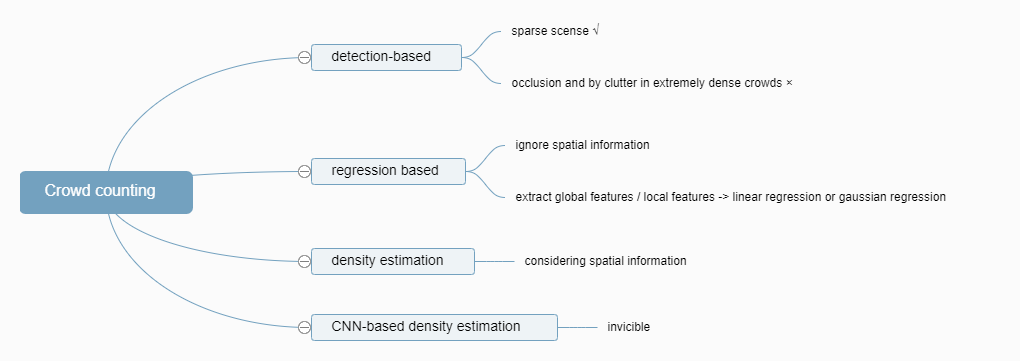 sparse scense √
detection-based
occlusion and by clutter in extremely dense crowds ×
ignore spatial information
regression based
Crowd counting
extract global features / local features -> linear regression or gaussian regression
density estimation
considering spatial information
CNN-based density estimation
invicible